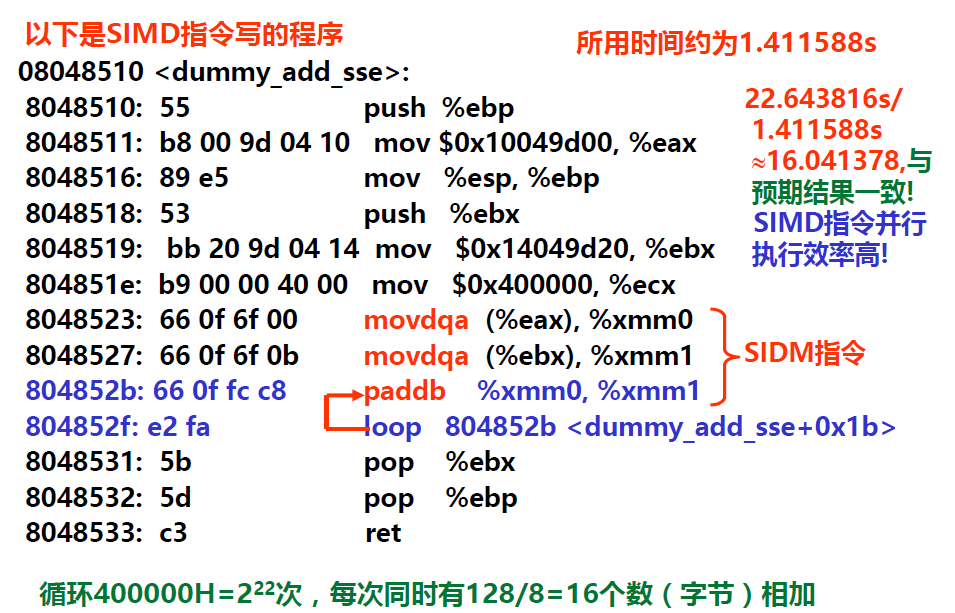 以下是SIMD指令写的程序
所用时间约为1.411588s
08048510 <dummy_add_sse>:
8048510: 55 push %ebp
8048511: b8 00 9d 04 10 mov $0x10049d00, %eax
8048516: 89 e5 mov %esp, %ebp
8048518: 53 push %ebx
8048519: bb 20 9d 04 14 mov $0x14049d20, %ebx
804851e: b9 00 00 40 00 mov $0x400000, %ecx
8048523: 66 0f 6f 00 movdqa (%eax), %xmm0
8048527: 66 0f 6f 0b movdqa (%ebx), %xmm1
804852b: 66 0f fc c8 paddb %xmm0, %xmm1
804852f: e2 fa loop 804852b <dummy_add_sse+0x1b>
8048531: 5b pop %ebx
8048532: 5d pop %ebp
8048533: c3 ret
22.643816s/
1.411588s
≈16.041378,与
预期结果一致!
SIMD指令并行
执行效率高!
SIDM指令
循环400000H=2²²次，每次同时有128/8=16个数（字节）相加